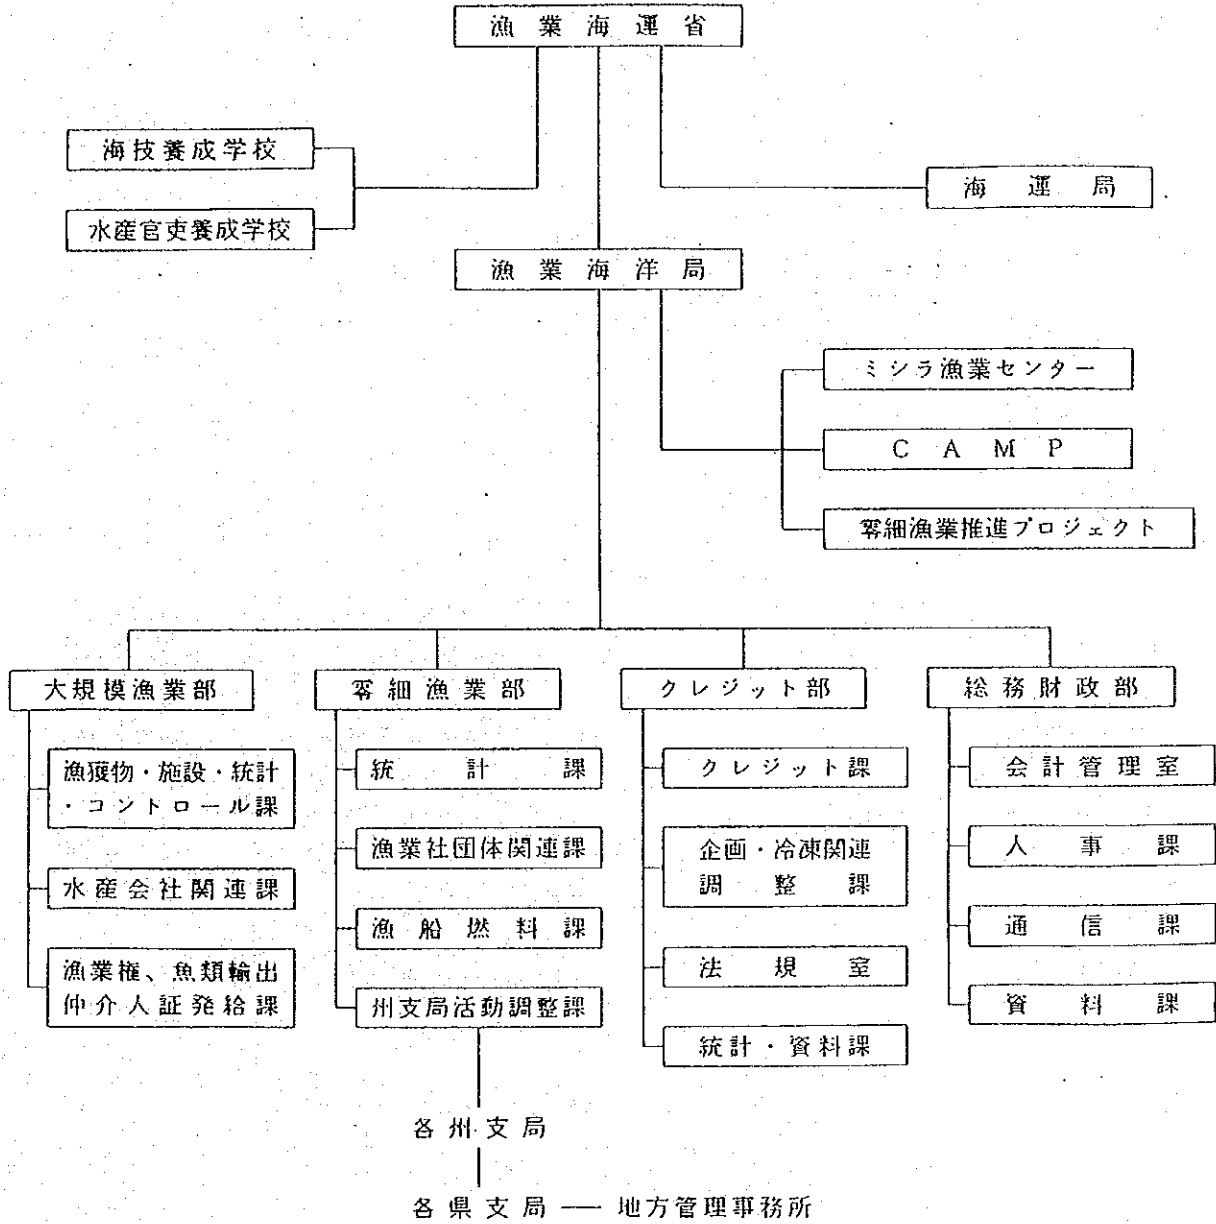 漁業海運省
海技養成学校
水産官吏養成学校
海運局
漁業海洋局
ミシラ漁業センター
CAMP
零細漁業推進プロジェクト
大規模漁業部
漁獲物・施設・統計
・コントロール課
水産会社関連課
漁業権、魚類輸出
仲介人証発給課
零細漁業部
統計課
漁業社団体関連課
漁船燃料課
州支局活動調整課
各州支局
各県支局 ― 地方管理事務所
クレジット部
クレジット課
企画・冷凍関連
調整課
法規室
統計・資料課
総務財政部
会計管理室
人事課
通信課
資料課